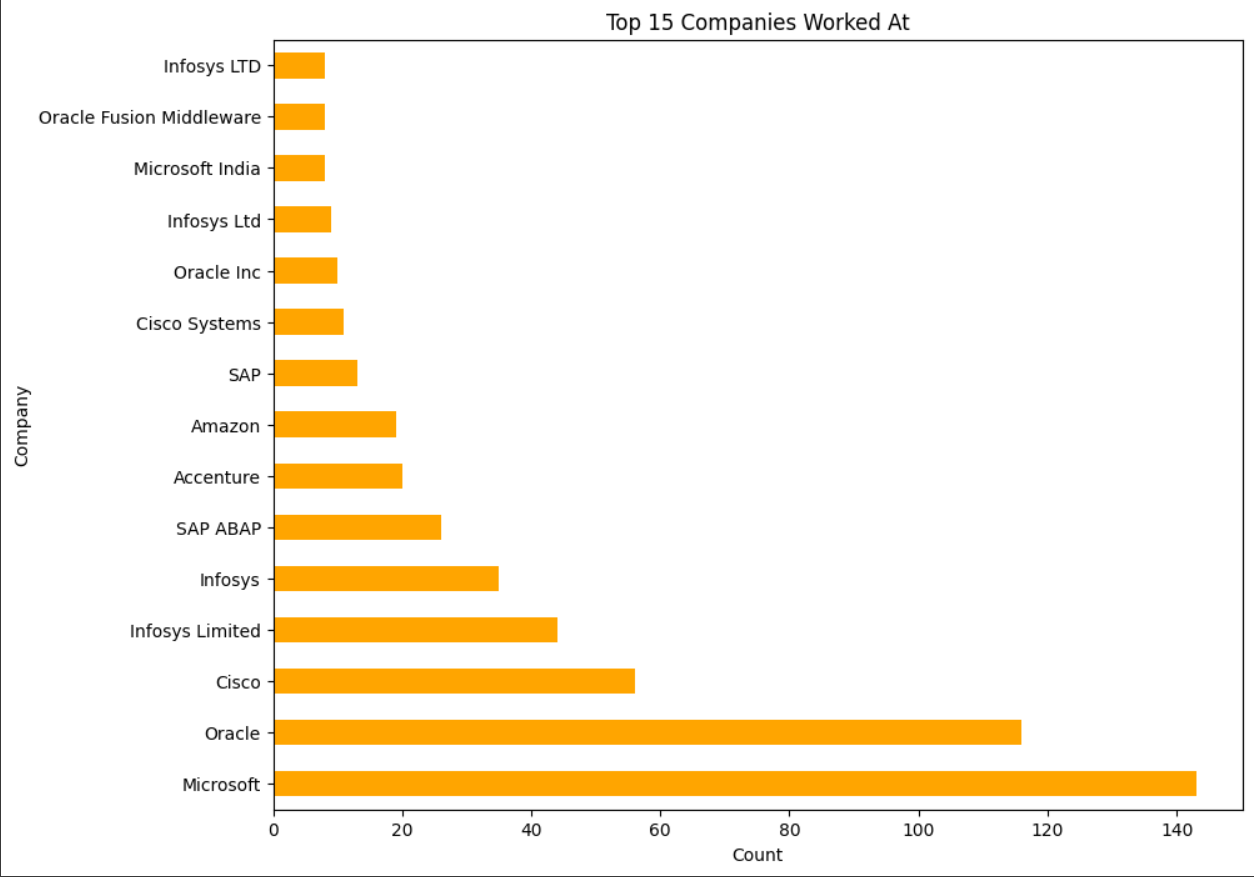 Top 15 Companies Worked At
Infosys LTD
Oracle Fusion Middleware
Microsoft India
Infosys Ltd
Oracle Inc
Cisco Systems
SAP
Amazon
Accenture
SAP ABAP
Infosys
Infosys Limited
Cisco
Oracle
Microsoft
Company
0 20 40 60 80 100 120 140
Count